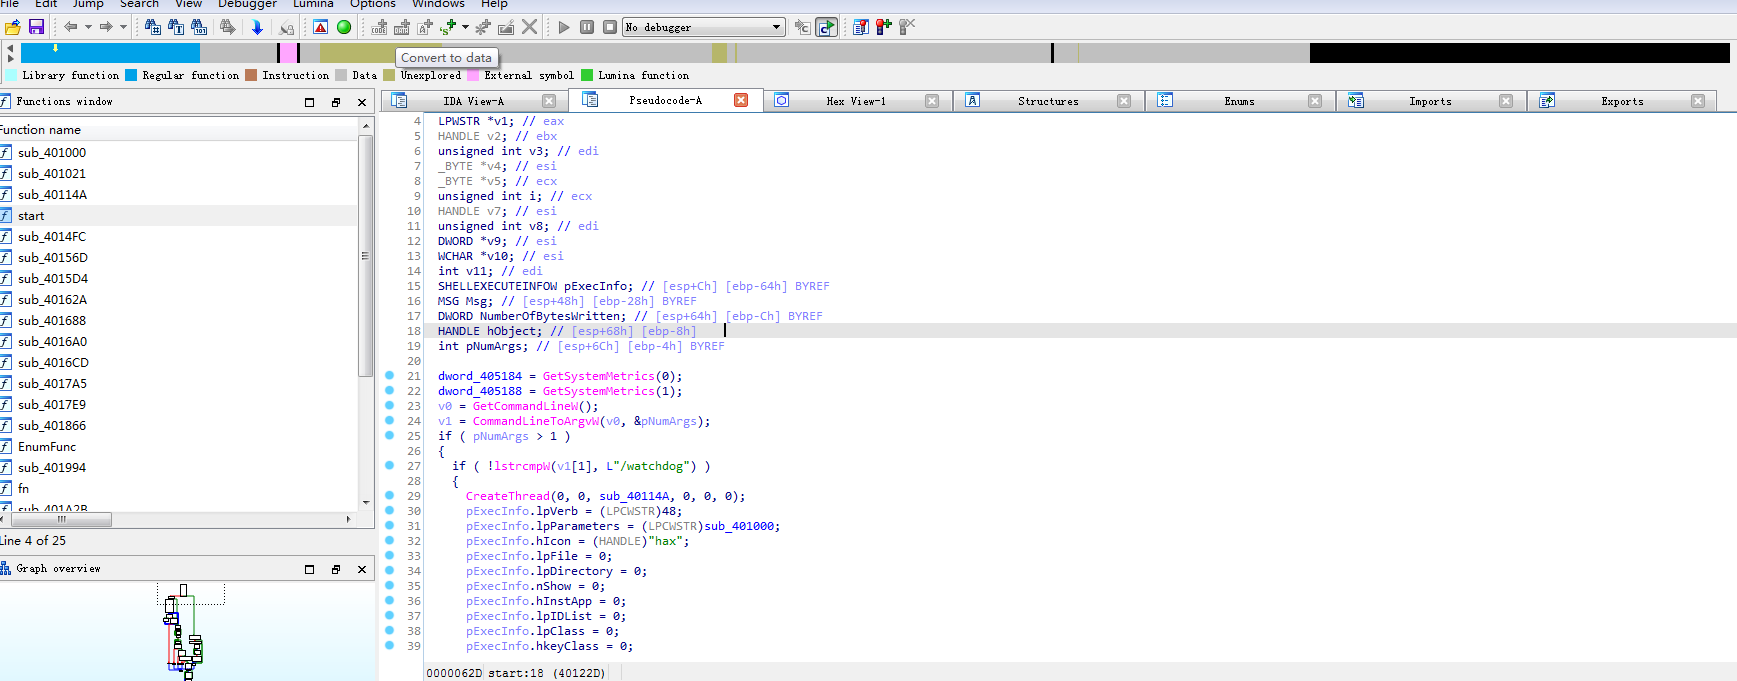 File Edit Jump Search View Debugger Lumina Options Windows Help
No debugger
Convert to data
Library function Regular function Instruction Data Unexplored External symbol Lumina function
Functions window
IDA View-A Pseudocode-A Hex View-1 Structures Enums Imports Exports
Function name
sub_401000
sub_401021
sub_40114A
start
sub_4014FC
sub_40156D
sub_4015D4
sub_40162A
sub_401688
sub_4016A0
sub_4016CD
sub_4017A5
sub_4017E9
sub_401866
EnumFunc
sub_401994
fn
sub_401A2B
Line 4 of 25
Graph overview
4 LPWSTR *v1; // eax
5 HANDLE v2; // ebx
6 unsigned int v3; // edi
7 _BYTE *v4; // esi
8 _BYTE *v5; // ecx
9 unsigned int i; // ecx
10 HANDLE v7; // esi
11 unsigned int v8; // edi
12 DWORD *v9; // esi
13 WCHAR *v10; // esi
14 int v11; // edi
15 SHELLEXECUTEINFOW pExecInfo; // [esp+Ch] [ebp-64h] BYREF
16 MSG Msg; // [esp+48h] [ebp-28h] BYREF
17 DWORD NumberOfBytesWritten; // [esp+64h] [ebp-Ch] BYREF
18 HANDLE hObject; // [esp+68h] [ebp-8h]
19 int pNumArgs; // [esp+6Ch] [ebp-4h] BYREF
20
21 dword_405184 = GetSystemMetrics(0);
22 dword_405188 = GetSystemMetrics(1);
23 v0 = GetCommandLineW();
24 v1 = CommandLineToArgvW(v0, &pNumArgs);
25 if ( pNumArgs > 1 )
26 {
27 if ( !lstrcmpW(v1[1], L"/watchdog") )
28 {
29 CreateThread(0, 0, sub_40114A, 0, 0, 0);
30 pExecInfo.lpVerb = (LPCWSTR)48;
31 pExecInfo.lpParameters = (LPCWSTR)sub_401000;
32 pExecInfo.hIcon = (HANDLE)"hax";
33 pExecInfo.lpFile = 0;
34 pExecInfo.lpDirectory = 0;
35 pExecInfo.nShow = 0;
36 pExecInfo.hInstApp = 0;
37 pExecInfo.lpIDList = 0;
38 pExecInfo.lpClass = 0;
39 pExecInfo.hkeyClass = 0;
0000062D start:18 (40122D)